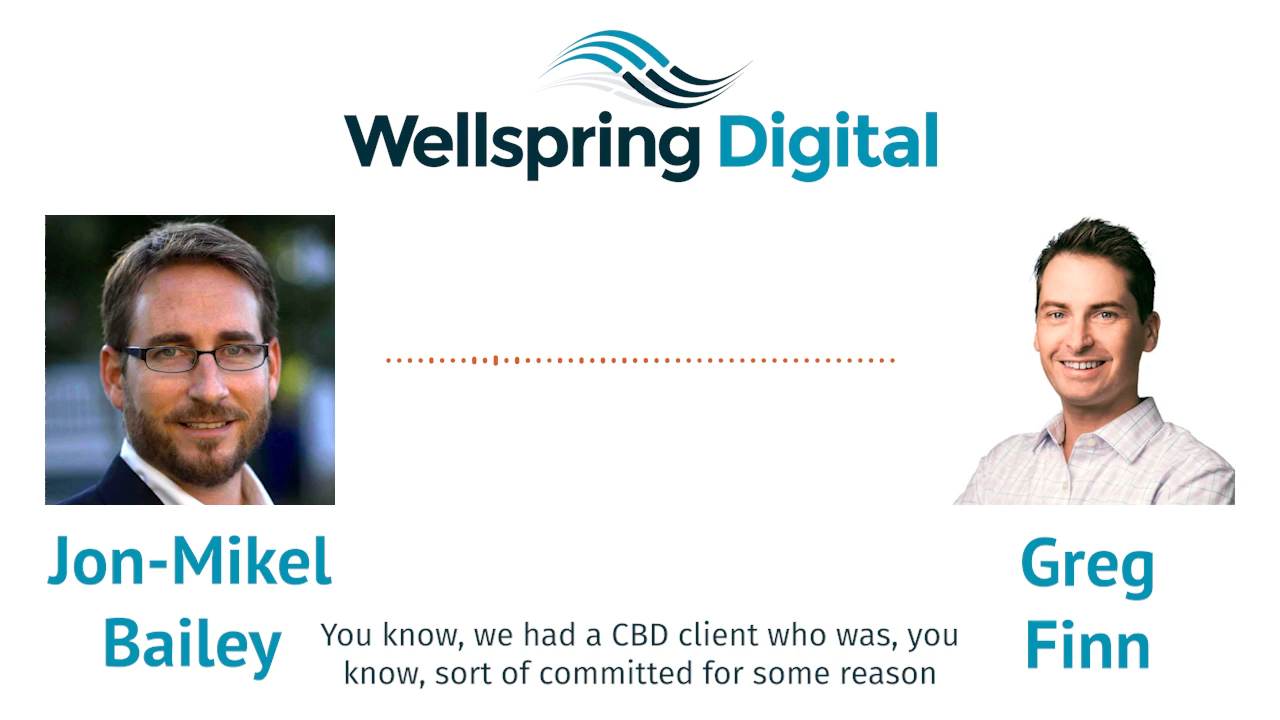 Wellspring Digital
Jon-Mikel
Bailey
Greg
Finn
You know, we had a CBD client who was, you
know, sort of committed for some reason